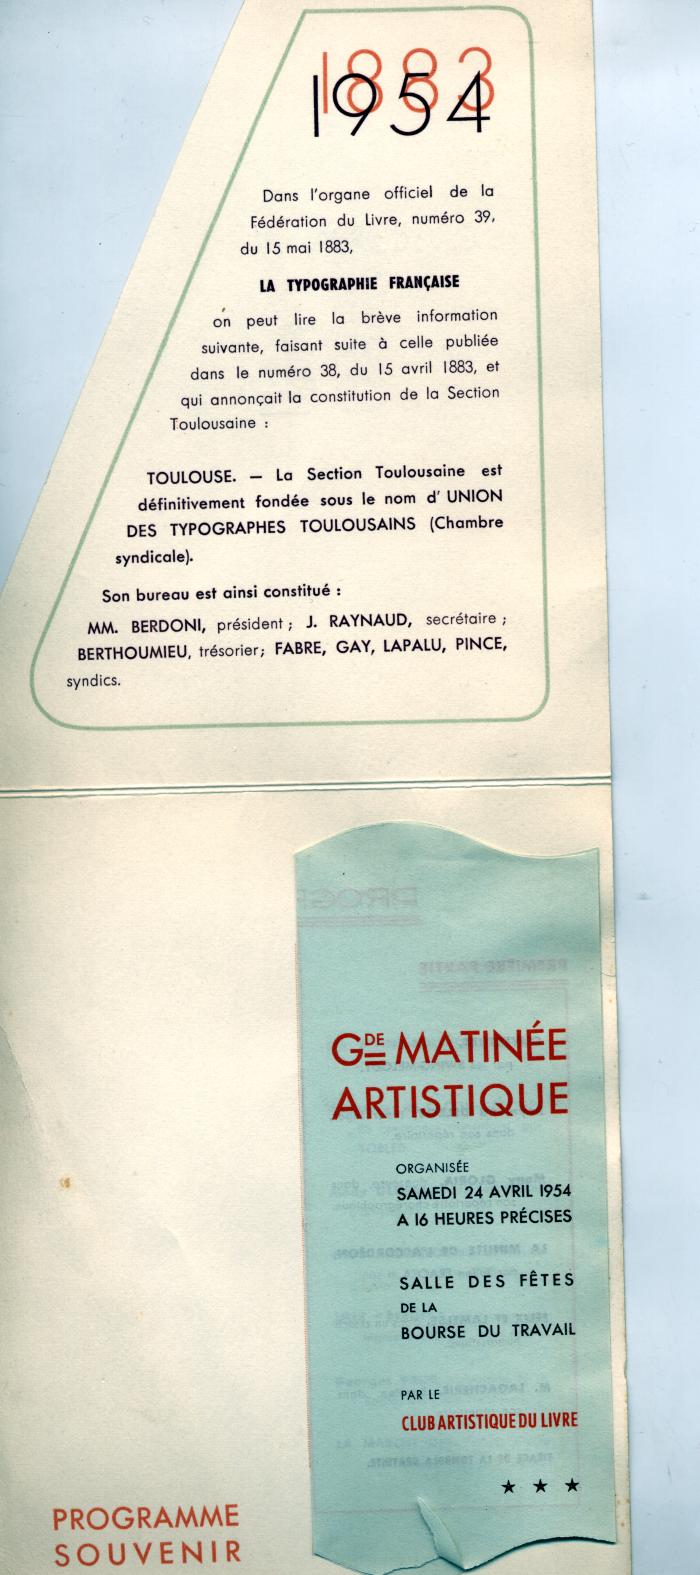 1883
1954
Dans l'organe officiel de la
Fédération du Livre, numéro 39,
du 15 mai 1883,
LA TYPOGRAPHIE FRANÇAISE
on peut lire la brève information
suivante, faisant suite à celle publiée
dans le numéro 38, du 15 avril 1883, et
qui annonçait la constitution de la Section
Toulousaine :
TOULOUSE. — La Section Toulousaine est
définitivement fondée sous le nom d' UNION
DES TYPOGRAPHES TOULOUSAINS (Chambre
syndicale).
Son bureau est ainsi constitué :
MM. BERDONI, président ; J. RAYNAUD, secrétaire ;
BERTHOUMIEU, trésorier; FABRE, GAY, LAPALU, PINCE,
syndics.
GDE MATINÉE
ARTISTIQUE
ORGANISÉE
SAMEDI 24 AVRIL 1954
A 16 HEURES PRÉCISES
SALLE DES FÊTES
DE LA
BOURSE DU TRAVAIL
PAR LE
CLUB ARTISTIQUE DU LIVRE
★ ★ ★
PROGRAMME
SOUVENIR